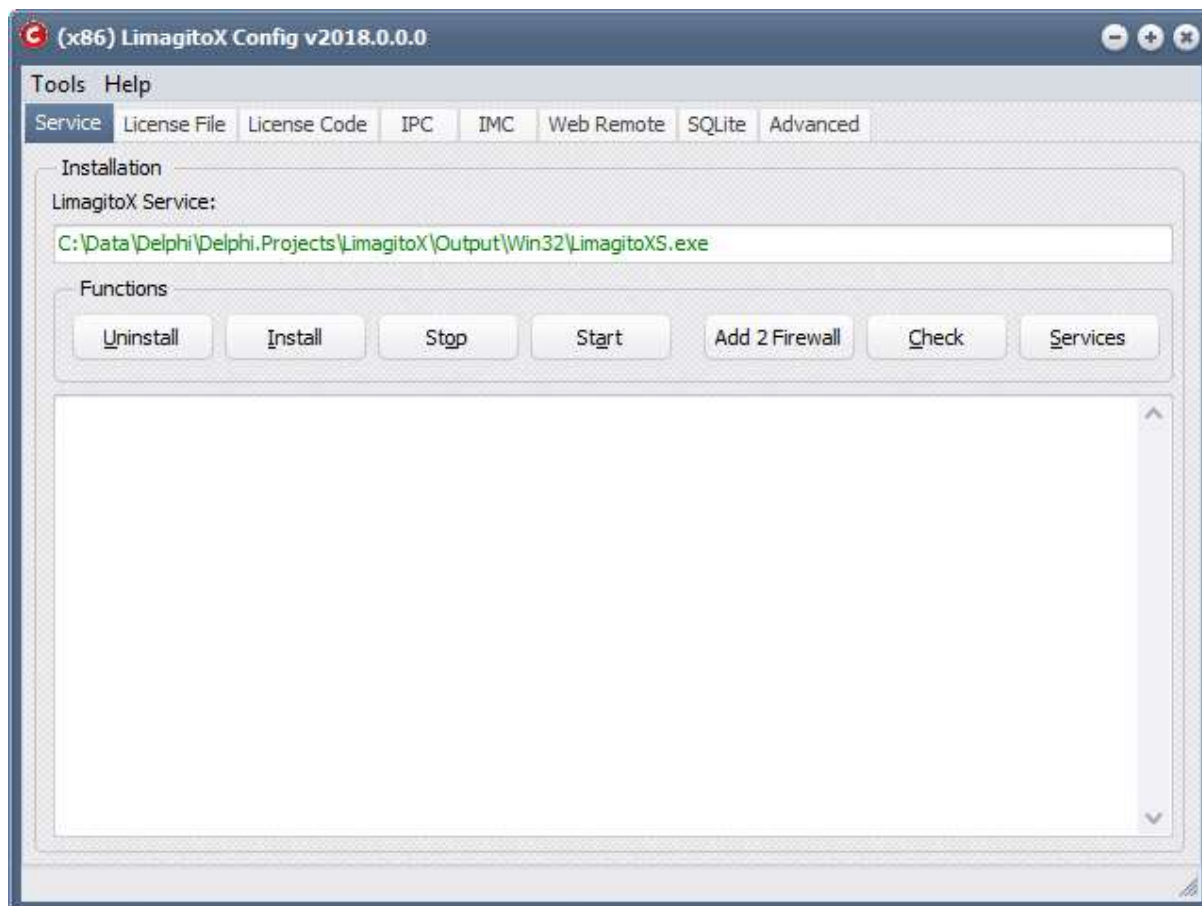 (x86) LimagitoX Config v2018.0.0.0
Tools Help
Service License File License Code IPC IMC Web Remote SQLite Advanced
Installation
LimagitoX Service:
C:\Data\Delphi\Delphi.Projects\LimagitoX\Output\Win32\LimagitoXS.exe
Functions
Uninstall Install Stop Start Add 2 Firewall Check Services